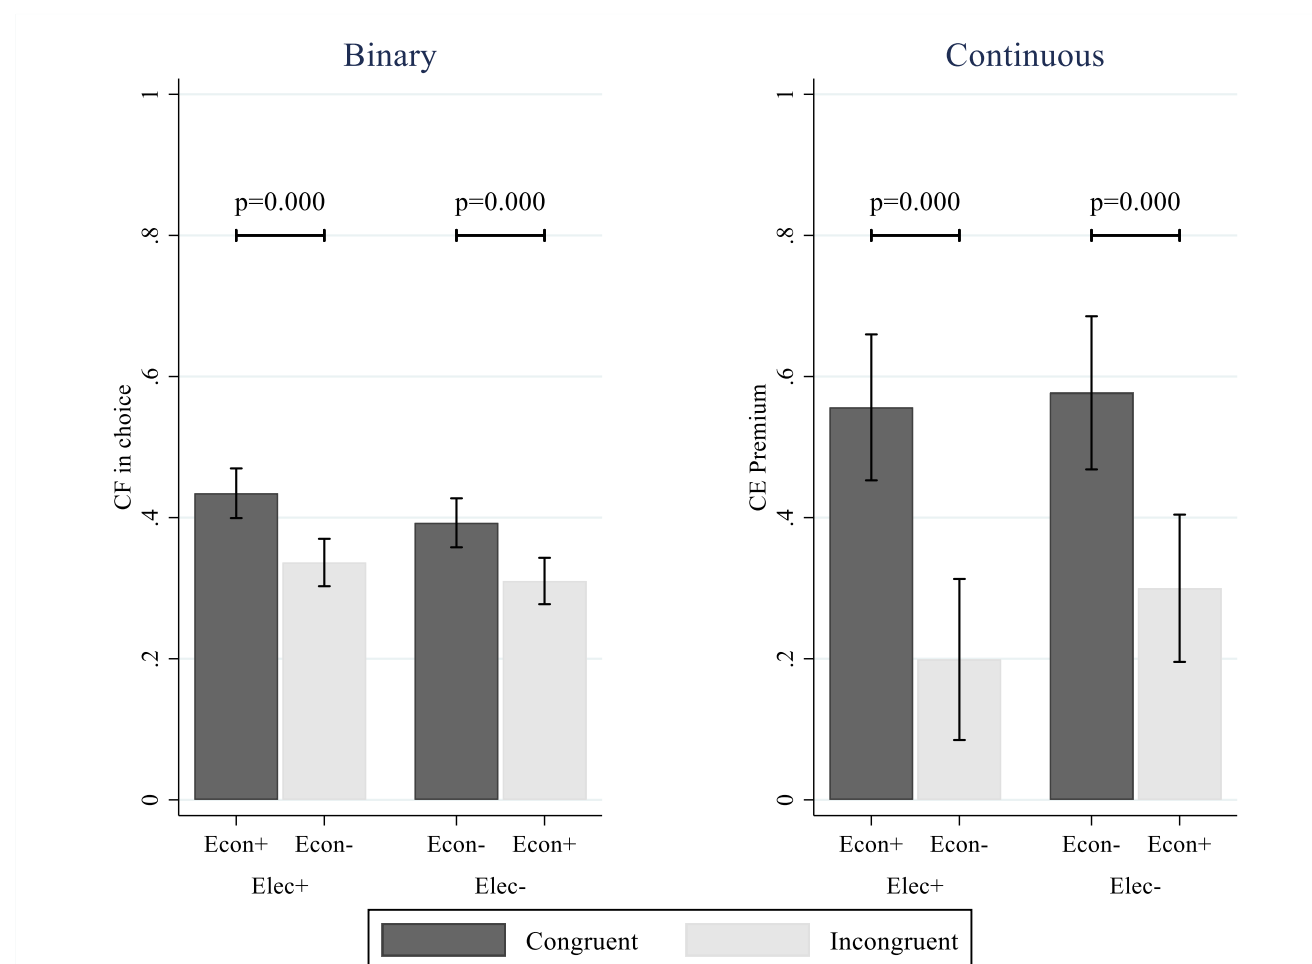 Binary
Continuous
1
.8
.6
.4
.2
0
CF in choice
p=0.000
p=0.000
Econ+
Econ-
Econ-
Econ+
Elec+
Elec-
1
.8
.6
.4
.2
0
CE Premium
p=0.000
p=0.000
Econ+
Econ-
Econ-
Econ+
Elec+
Elec-
Congruent
Incongruent